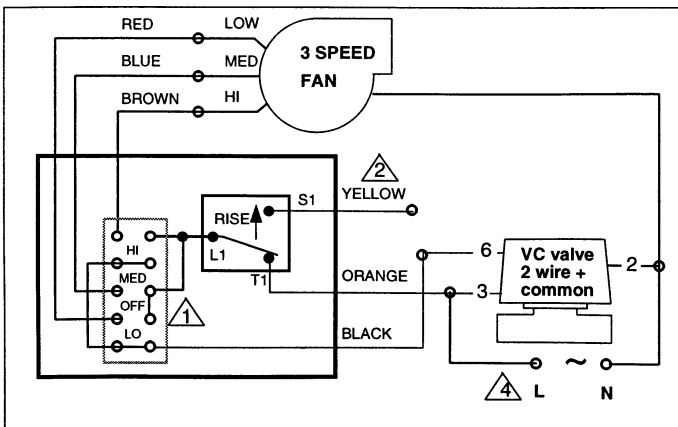 RED LOW
BLUE MED
BROWN HI
3 SPEED
FAN
2
S1
YELLOW
RISE
L1
T1
HI
MED
OFF
LO
1
ORANGE
BLACK
6
3
VC valve
2 wire +
common
2
4
L ~ N